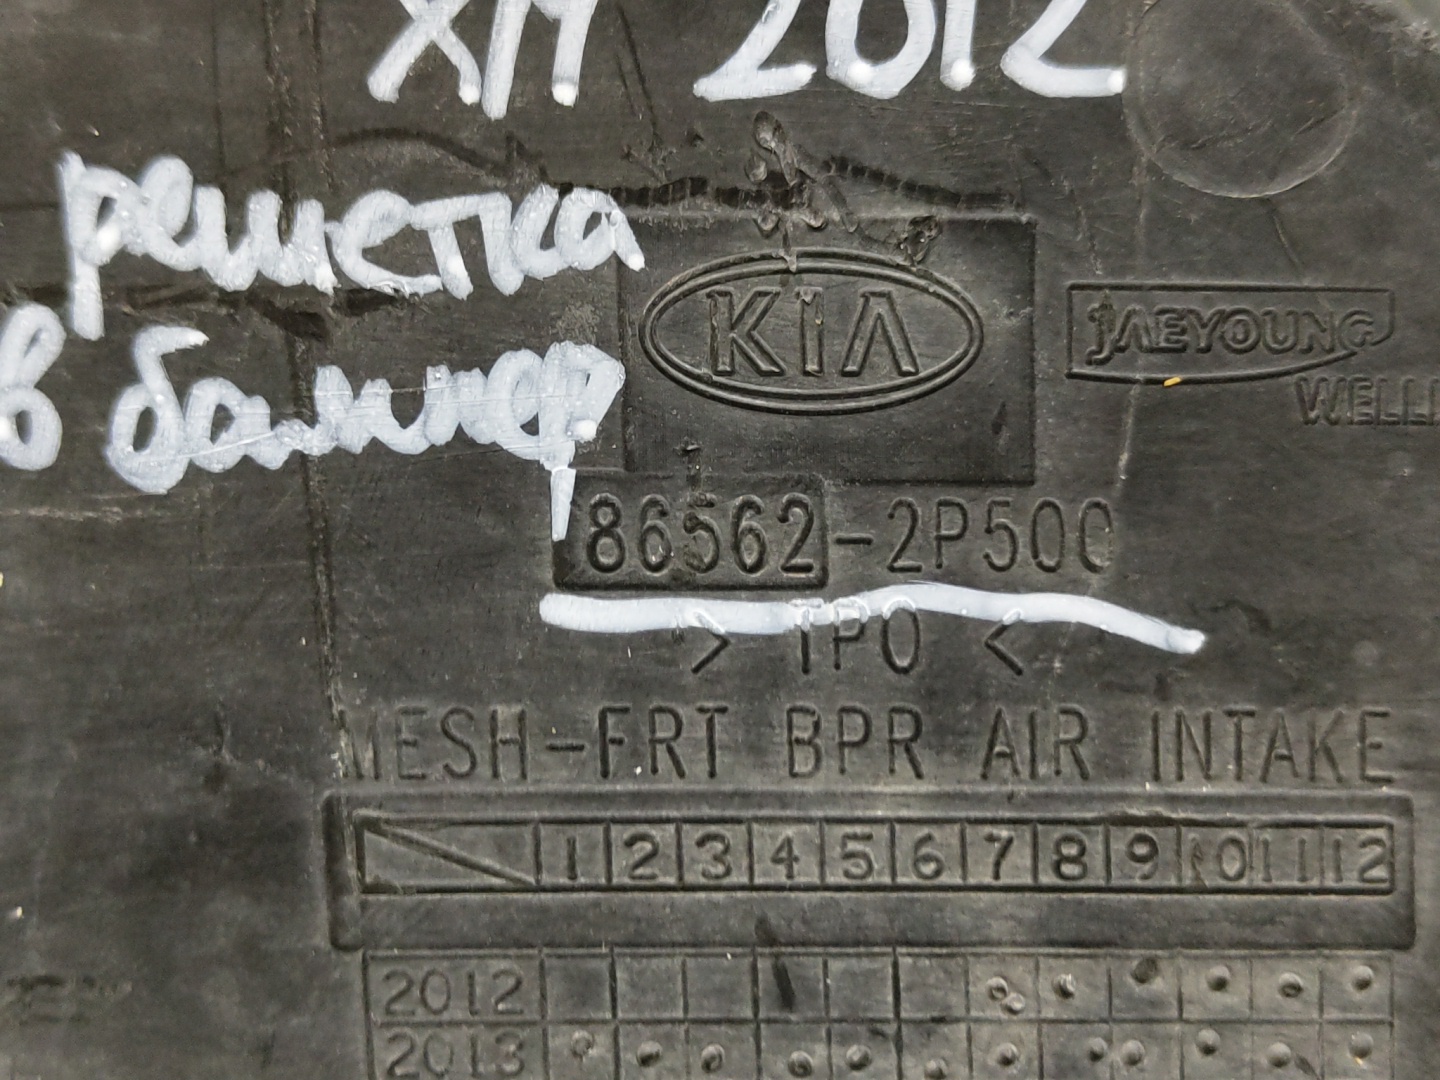 XM 2012
решетка
в бампер
KIA
JAEYOUNG
WELLI
86562-2P500
> TPO <
MESH-FRT BPR AIR INTAKE
1 2 3 4 5 6 7 8 9 10 11 12
2012
2013